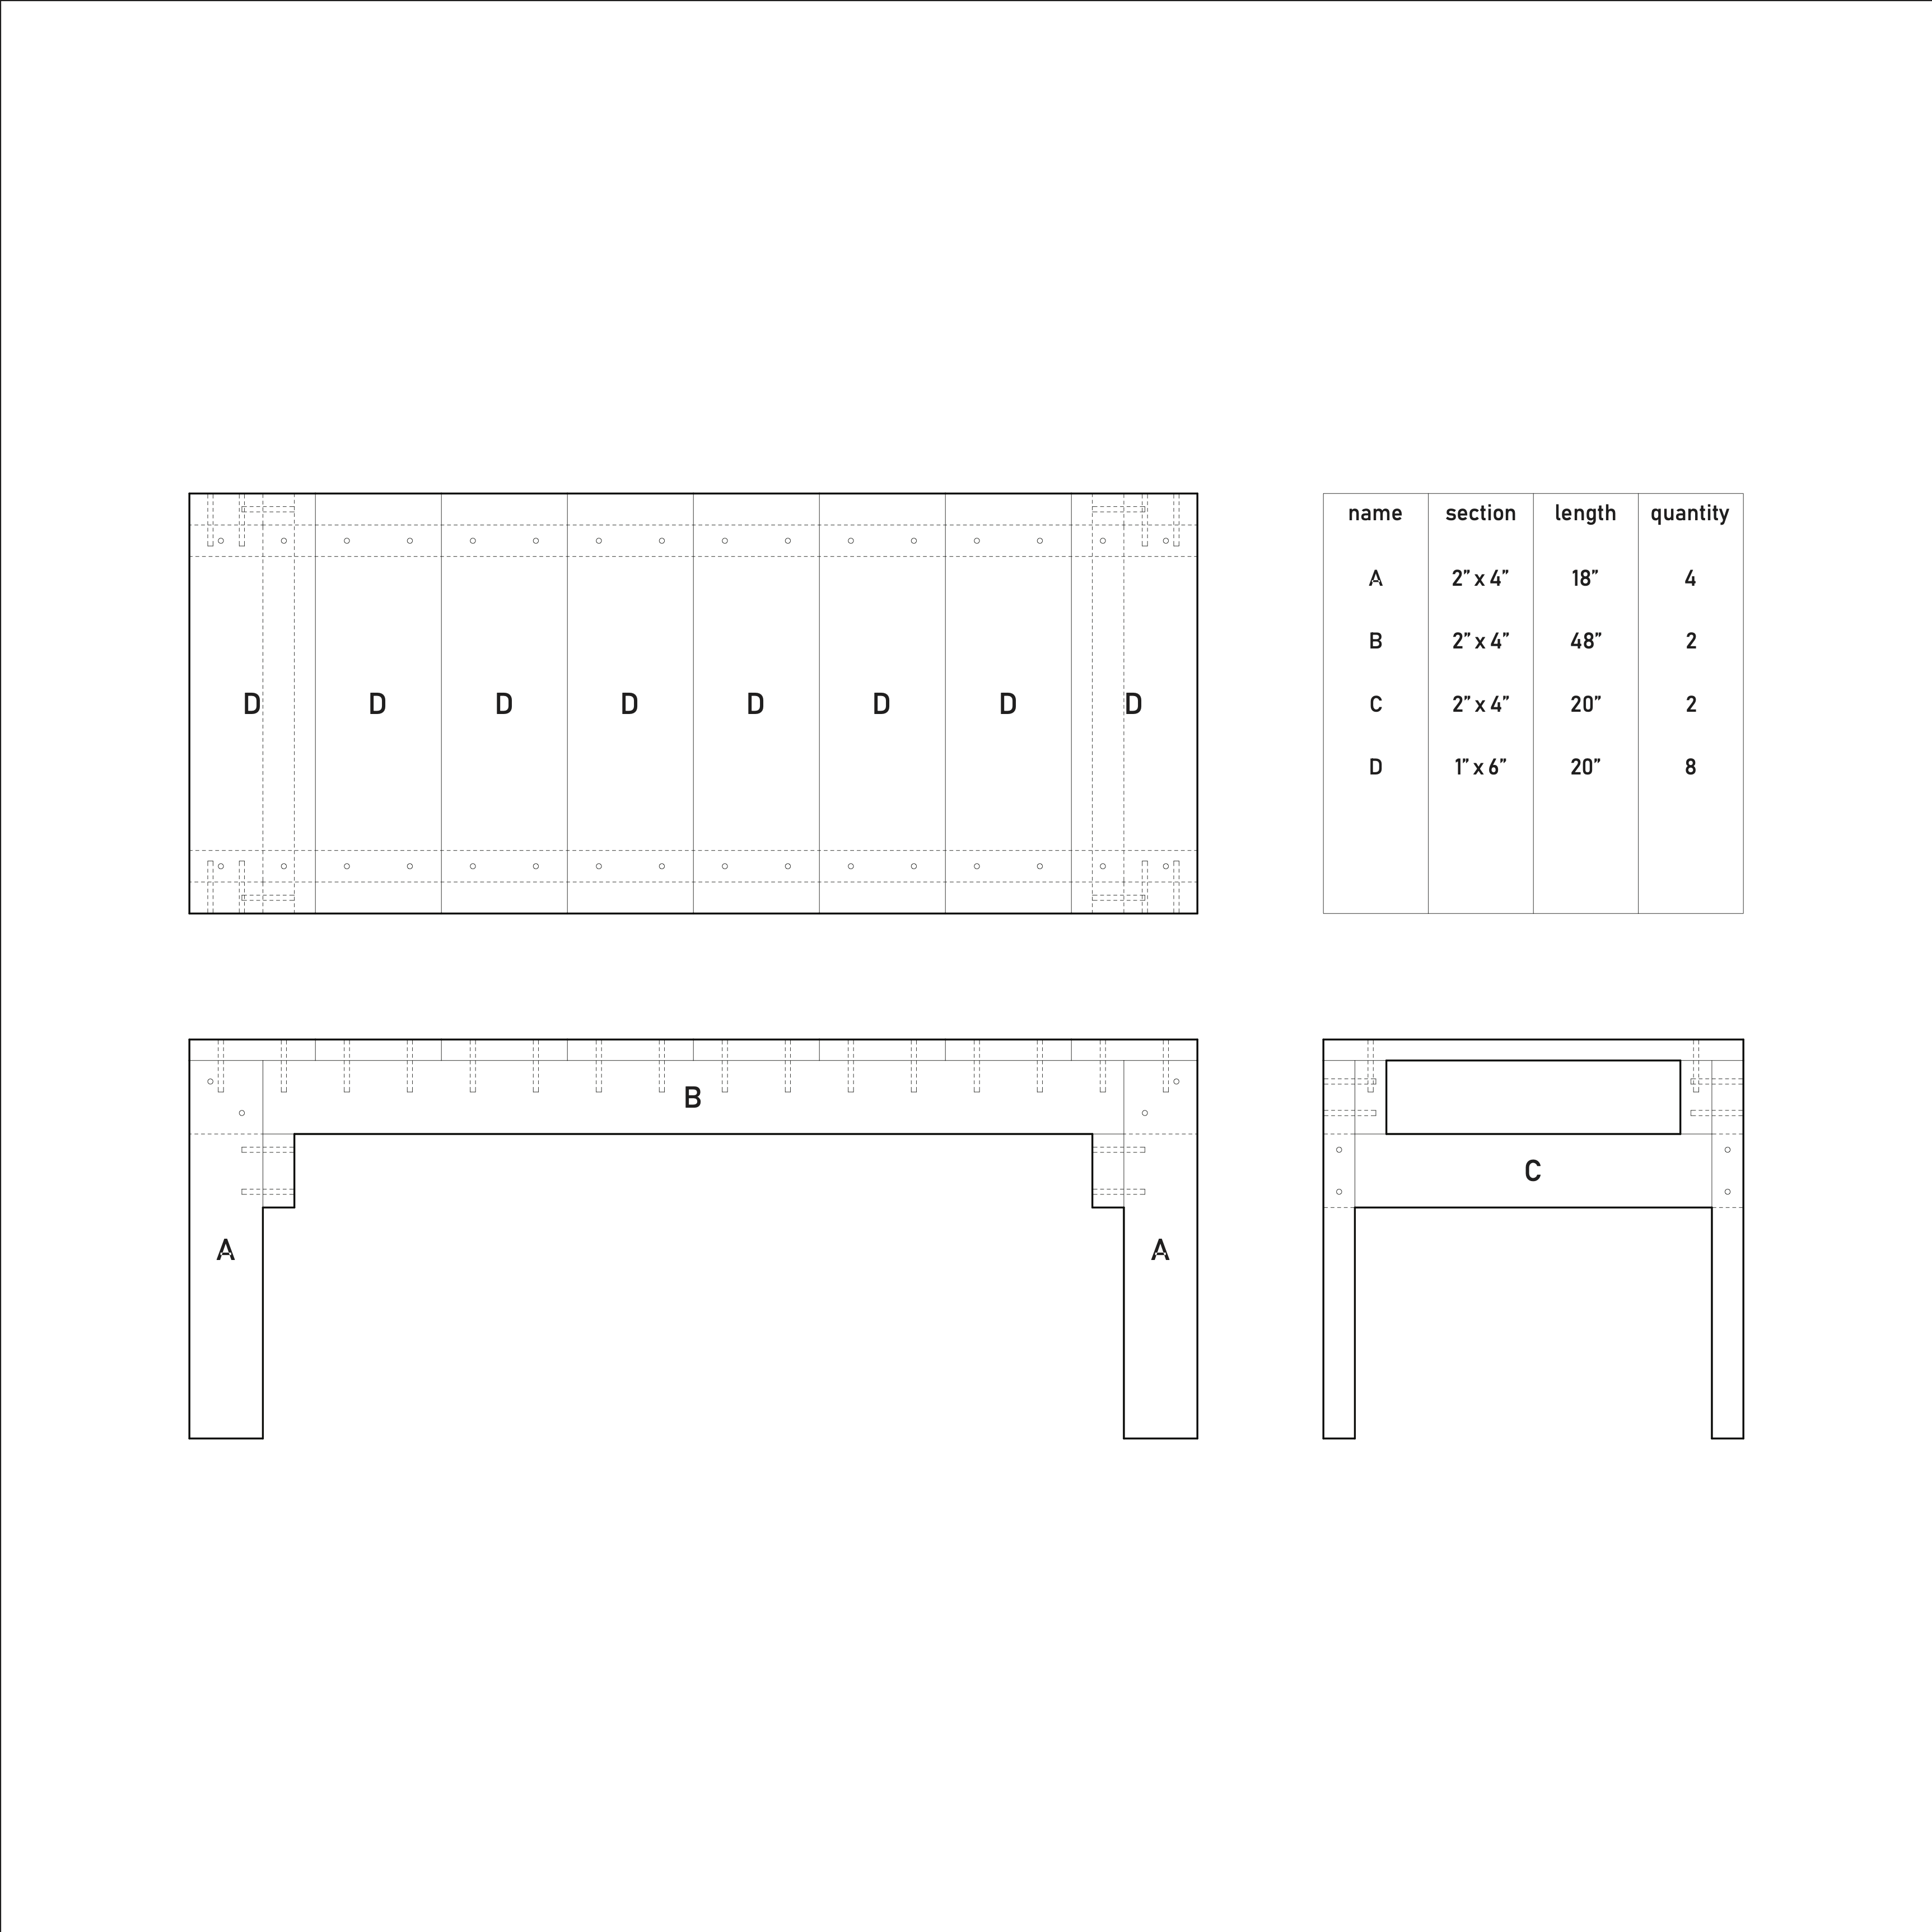 name section length quantity
A 2” x 4” 18” 4
B 2” x 4” 48” 2
C 2” x 4” 20” 2
D 1” x 6” 20” 8
D D D D D D D D
B
C
A A